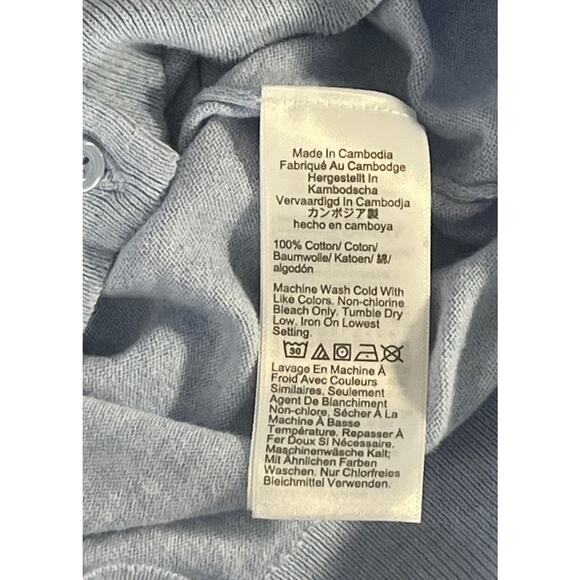 Made In Cambodia
Fabriqué Au Cambodge
Hergestellt In
Kambodscha
Vervaardigd In Cambodja
カンボジア製
hecho en camboya
100% Cotton/ Coton/
Baumwolle/ Katoen/ 綿/
algodón
Machine Wash Cold With
Like Colors. Non-chlorine
Bleach Only. Tumble Dry
Low. Iron On Lowest
Setting.
30
Lavage En Machine À
Froid Avec Couleurs
Similaires. Seulement
Agent De Blanchiment
Non-chlore. Sécher À La
Machine À Basse
Température. Repasser À
Fer Doux Si Nécessaire.
Maschinenwäsche Kalt;
Mit Ähnlichen Farben
Waschen. Nur Chlorfreies
Bleichmittel Verwenden.